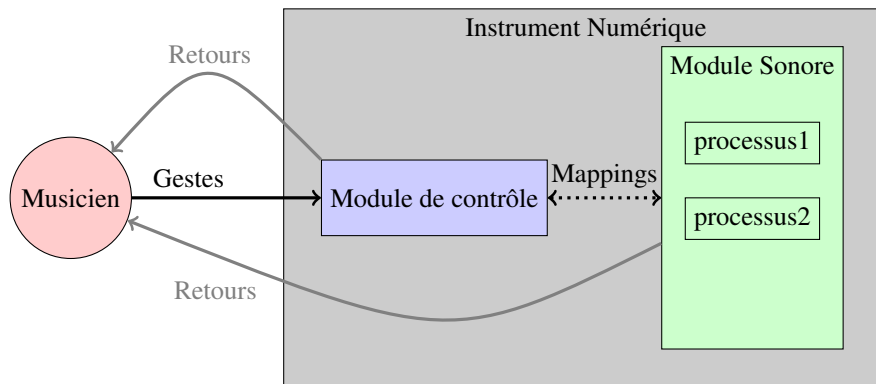 Instrument Numérique
Retours
Module Sonore
processus1
Gestes
Mappings
Musicien
Module de contrôle
processus2
Retours